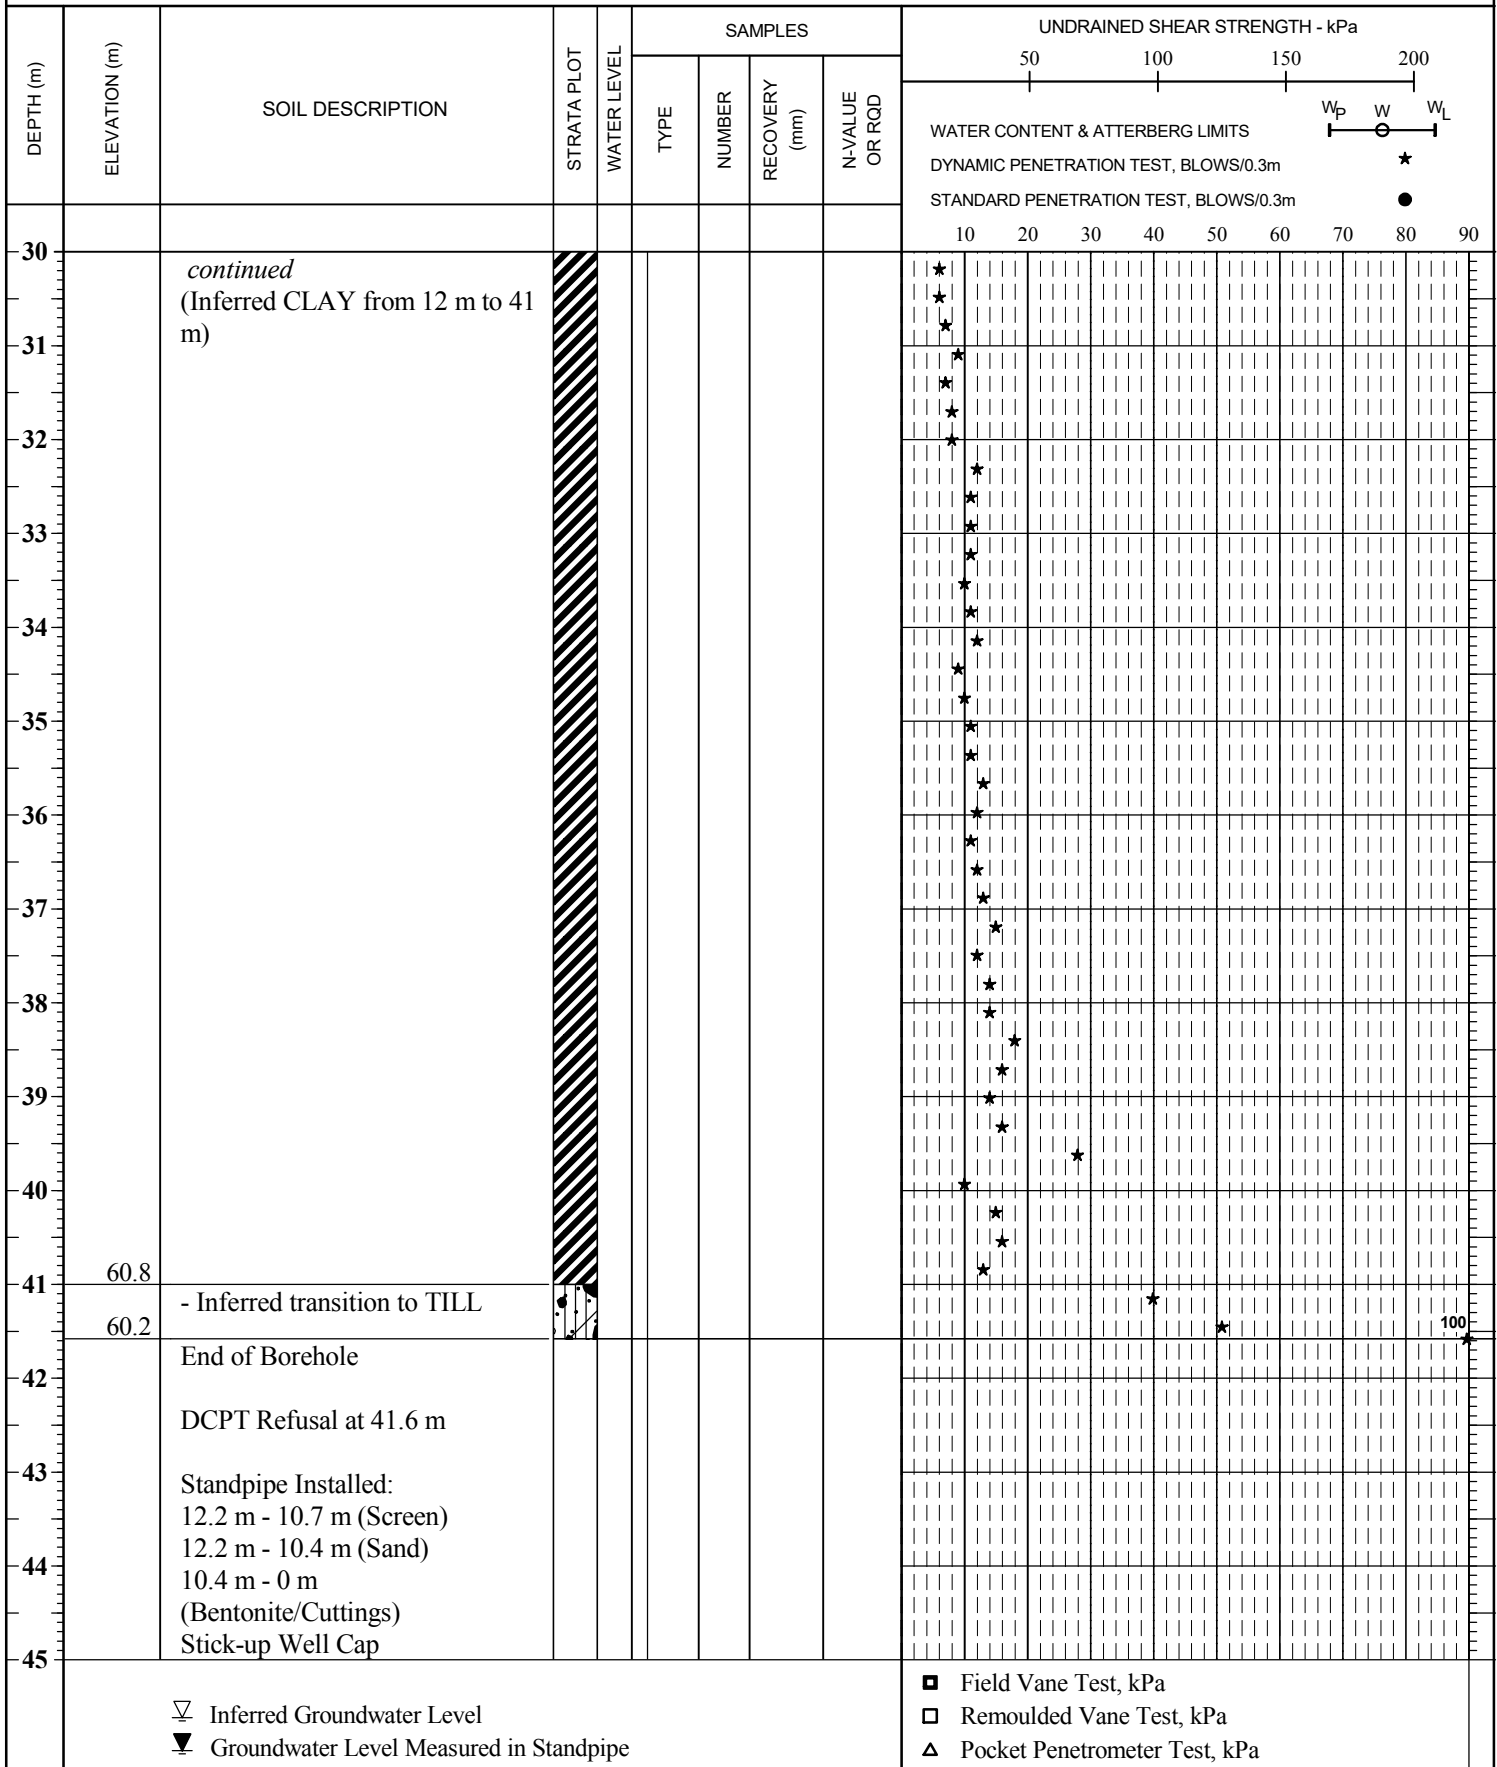 DEPTH (m)
ELEVATION (m)
SOIL DESCRIPTION
STRATA PLOT
WATER LEVEL
SAMPLES
TYPE
NUMBER
RECOVERY
(mm)
N-VALUE
OR RQD
UNDRAINED SHEAR STRENGTH - kPa
50 100 150 200
WATER CONTENT & ATTERBERG LIMITS
WP W WL
DYNAMIC PENETRATION TEST, BLOWS/0.3m ★
STANDARD PENETRATION TEST, BLOWS/0.3m ●
10 20 30 40 50 60 70 80 90
30
continued
(Inferred CLAY from 12 m to 41
m)
31
32
33
34
35
36
37
38
39
40
60.8
41
- Inferred transition to TILL
60.2
100
End of Borehole
42
DCPT Refusal at 41.6 m
43
Standpipe Installed:
12.2 m - 10.7 m (Screen)
12.2 m - 10.4 m (Sand)
44
10.4 m - 0 m
(Bentonite/Cuttings)
Stick-up Well Cap
45
Inferred Groundwater Level
Groundwater Level Measured in Standpipe
Field Vane Test, kPa
Remoulded Vane Test, kPa
Pocket Penetrometer Test, kPa